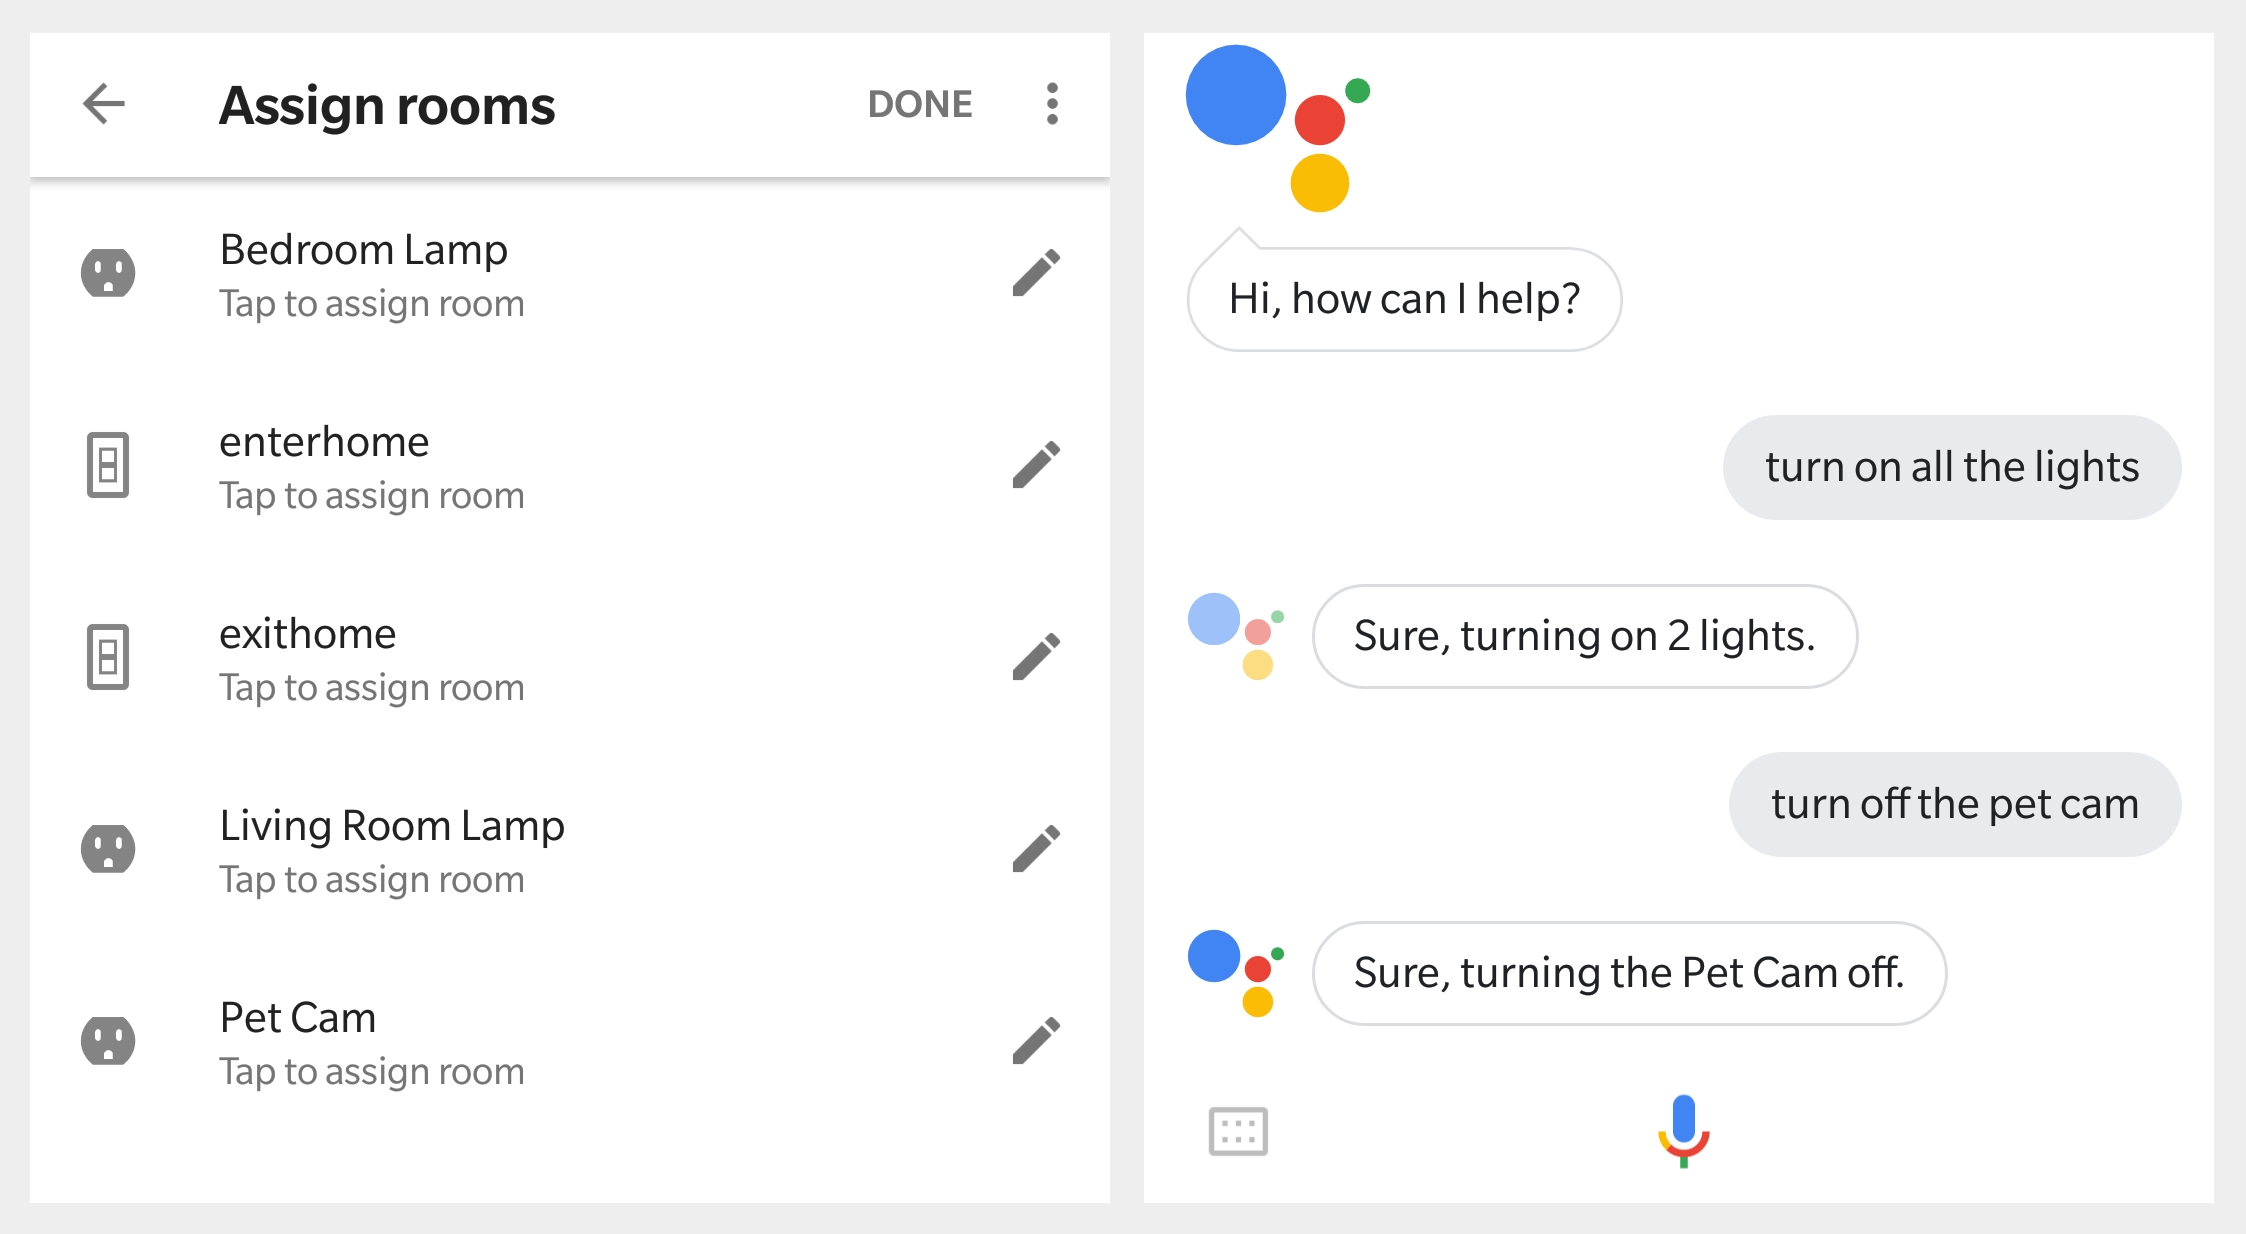 Assign rooms
DONE
Bedroom Lamp
Tap to assign room
enterhome
Tap to assign room
exithome
Tap to assign room
Living Room Lamp
Tap to assign room
Pet Cam
Tap to assign room
Hi, how can I help?
turn on all the lights
Sure, turning on 2 lights.
turn off the pet cam
Sure, turning the Pet Cam off.